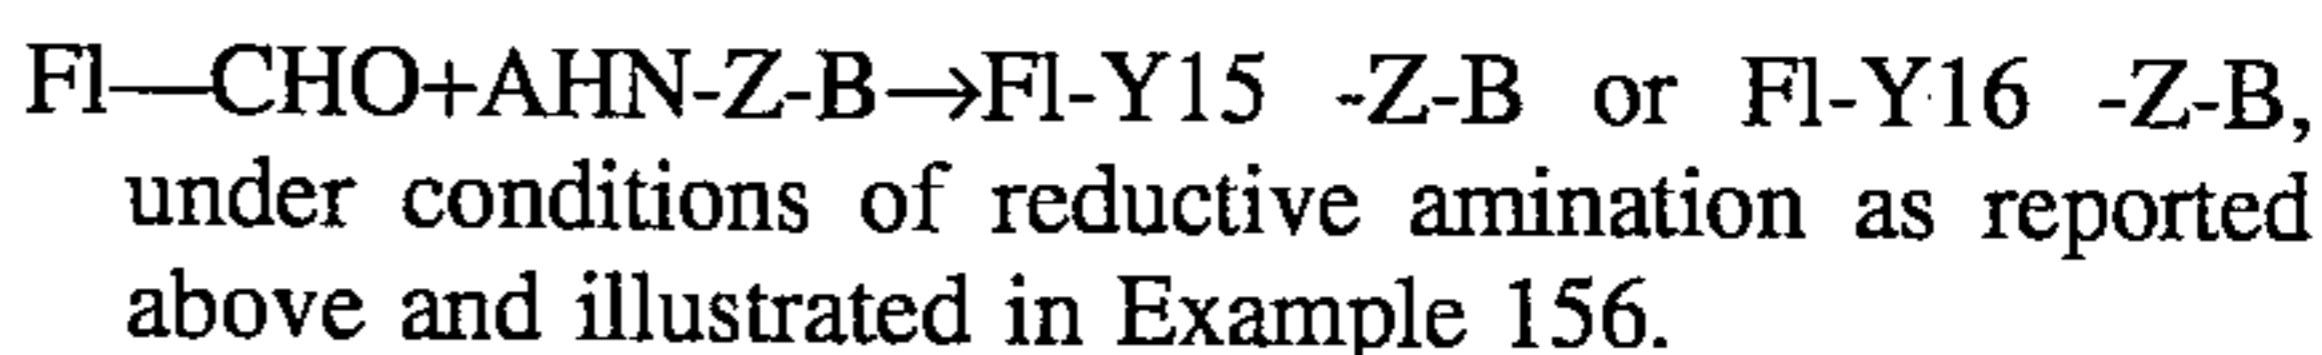 Fl—CHO+AHN-Z-B→Fl-Y15 -Z-B or Fl-Y16 -Z-B,
under conditions of reductive amination as reported
above and illustrated in Example 156.